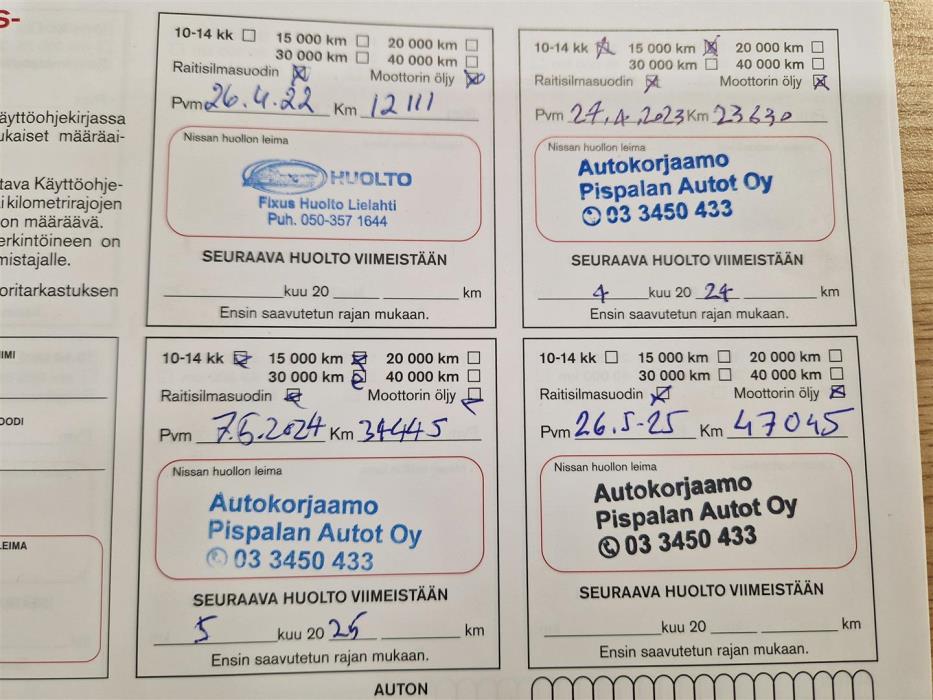 S-
äyttöohjekirjassa
ukaiset määräai-
tava Käyttöohje-
i kilometrirajojen
on määräävä.
erkintöineen on
mistajalle.
oritarkastuksen
IMI
OODI
LEIMA
10-14 kk 15 000 km 20 000 km
30 000 km 40 000 km
Raitisilmasuodin Moottorin öljy
Pvm 26.4.22 Km 12111
Nissan huollon leima
HUOLTO
Fixus Huolto Lielahti
Puh. 050-357 1644
SEURAAVA HUOLTO VIIMEISTÄÄN
kuu 20 km
Ensin saavutetun rajan mukaan.
10-14 kk 15 000 km 20 000 km
30 000 km 40 000 km
Raitisilmasuodin Moottorin öljy
Pvm 27.4.2023 Km 23630
Nissan huollon leima
Autokorjaamo
Pispalan Autot Oy
03 3450 433
SEURAAVA HUOLTO VIIMEISTÄÄN
4 kuu 20 24 km
Ensin saavutetun rajan mukaan.
10-14 kk 15 000 km 20 000 km
30 000 km 40 000 km
Raitisilmasuodin Moottorin öljy
Pvm 7.5.2024 Km 34445
Nissan huollon leima
Autokorjaamo
Pispalan Autot Oy
03 3450 433
SEURAAVA HUOLTO VIIMEISTÄÄN
5 kuu 20 25 km
Ensin saavutetun rajan mukaan.
10-14 kk 15 000 km 20 000 km
30 000 km 40 000 km
Raitisilmasuodin Moottorin öljy
Pvm 26.5-25 Km 47045
Nissan huollon leima
Autokorjaamo
Pispalan Autot Oy
03 3450 433
SEURAAVA HUOLTO VIIMEISTÄÄN
kuu 20 km
Ensin saavutetun rajan mukaan.
AUTON